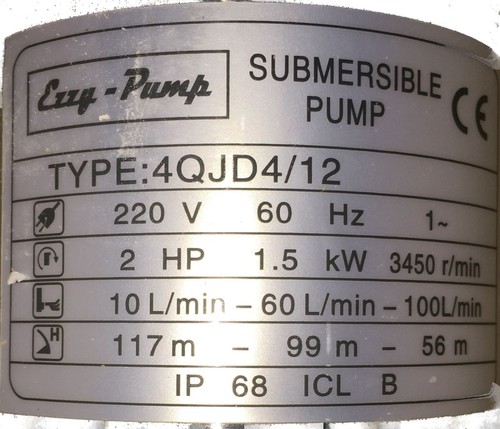 Ezzy-Pump
SUBMERSIBLE
PUMP
CE
TYPE:4QJD4/12
220 V 60 Hz 1~
2 HP 1.5 kW 3450 r/min
10 L/min – 60 L/min – 100L/min
H 117 m – 99 m – 56 m
IP 68 ICL B